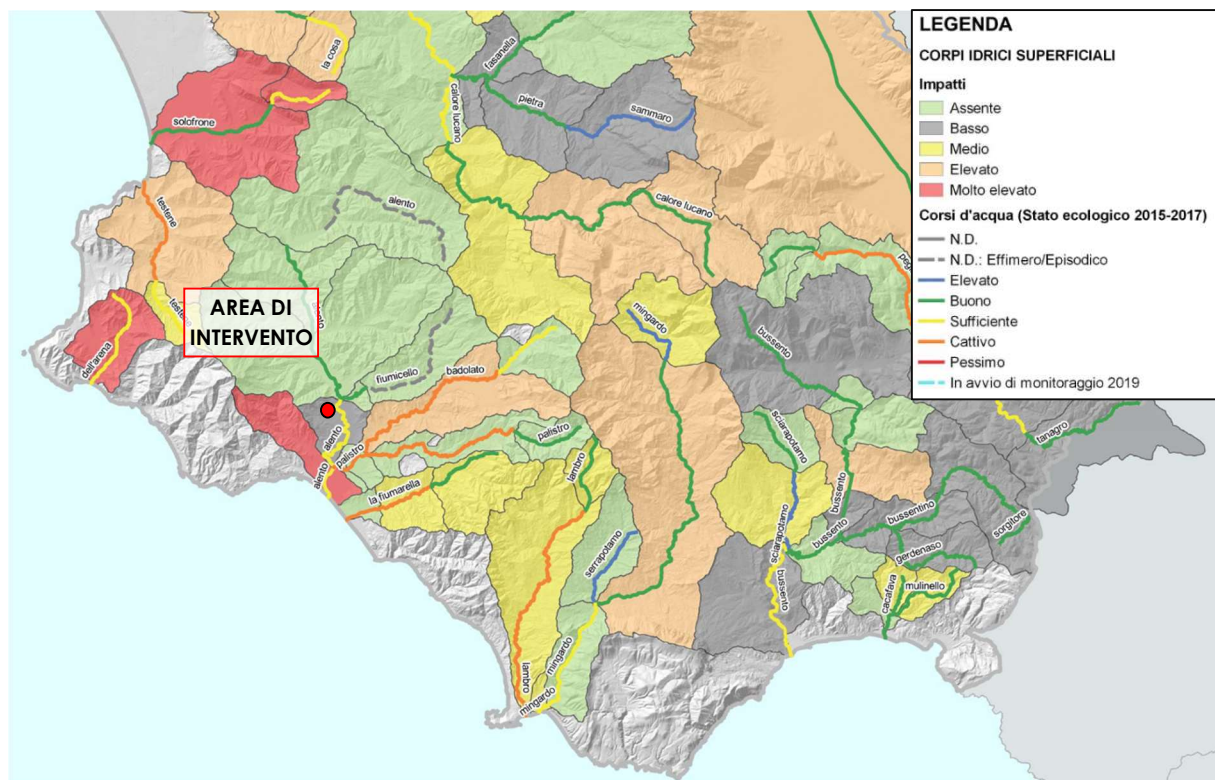 LEGENDA
CORPI IDRICI SUPERFICIALI
Impatti
Assente
Basso
Medio
Elevato
Molto elevato
Corsi d'acqua (Stato ecologico 2015-2017)
N.D.
N.D.: Effimero/Episodico
Elevato
Buono
Sufficiente
Cattivo
Pessimo
In avvio di monitoraggio 2019
la cosa
fasanella
calore lucano
pietra
sammaro
solofrone
testene
alento
calore lucano
testene
AREA DI
INTERVENTO
mingardo
bussento
dell'arena
fiumicello
badolato
alento
palistro
palistro
sciarapotamo
tanagro
alento
la fiumarella
lambro
bussento
bussentino
sorgitore
serrapotamo
sciarapotamo
bussento
gerdenaso
bussento
cacafava
mulinello
lambro
mingardo
mingardo